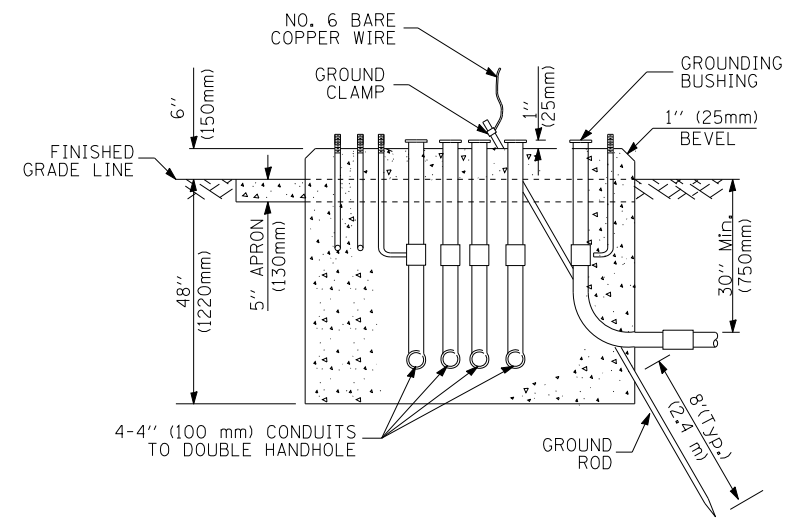 NO. 6 BARE
COPPER WIRE
GROUND
CLAMP
6''
(150mm)
1''
(25mm)
GROUNDING
BUSHING
1'' (25mm)
BEVEL
FINISHED
GRADE LINE
48''
(1220mm)
5'' APRON
(130mm)
30'' Min.
(750mm)
4-4'' (100 mm) CONDUITS
TO DOUBLE HANDHOLE
GROUND
ROD
8'(Typ.)
(2.4 m)